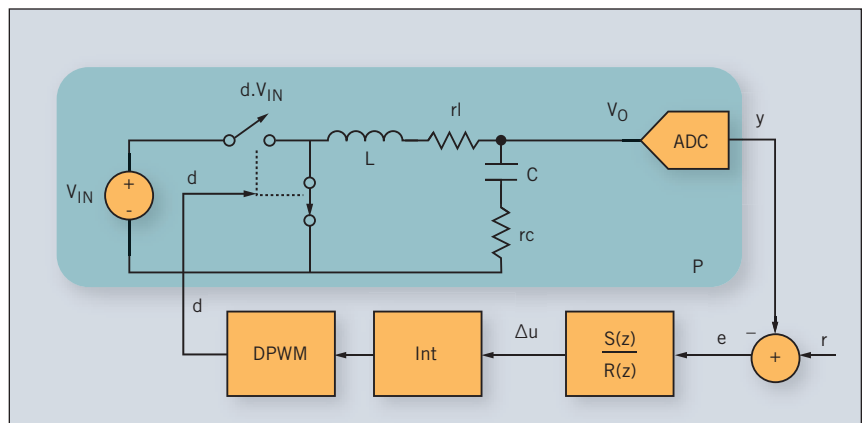 d.V_IN
rl
V_O
y
ADC
L
C
V_IN
+
-
d
rc
P
d
DPWM
Int
Δu
S(z)
R(z)
e
−
+
r